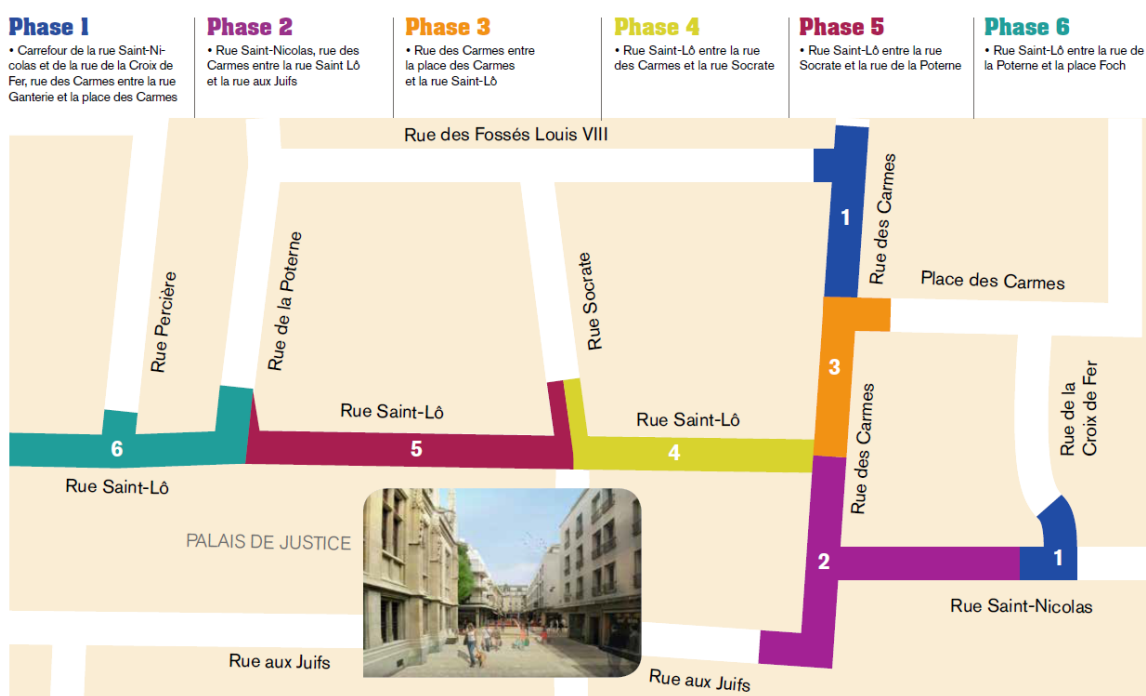 Phase 1
• Carrefour de la rue Saint-Ni-
colas et de la rue de la Croix de
Fer, rue des Carmes entre la rue
Ganterie et la place des Carmes
Phase 2
• Rue Saint-Nicolas, rue des
Carmes entre la rue Saint Lô
et la rue aux Juifs
Phase 3
• Rue des Carmes entre
la place des Carmes
et la rue Saint-Lô
Phase 4
• Rue Saint-Lô entre la rue
des Carmes et la rue Socrate
Phase 5
• Rue Saint-Lô entre la rue
Socrate et la rue de la Poterne
Phase 6
• Rue Saint-Lô entre la rue de
la Poterne et la place Foch
Rue des Fossés Louis VIII
1
Rue des Carmes
Place des Carmes
Rue Percière
Rue de la Poterne
Rue Socrate
3
Rue des Carmes
Rue de la
Croix de Fer
Rue Saint-Lô
Rue Saint-Lô
6
5
4
Rue Saint-Lô
PALAIS DE JUSTICE
2
1
Rue Saint-Nicolas
Rue aux Juifs
Rue aux Juifs